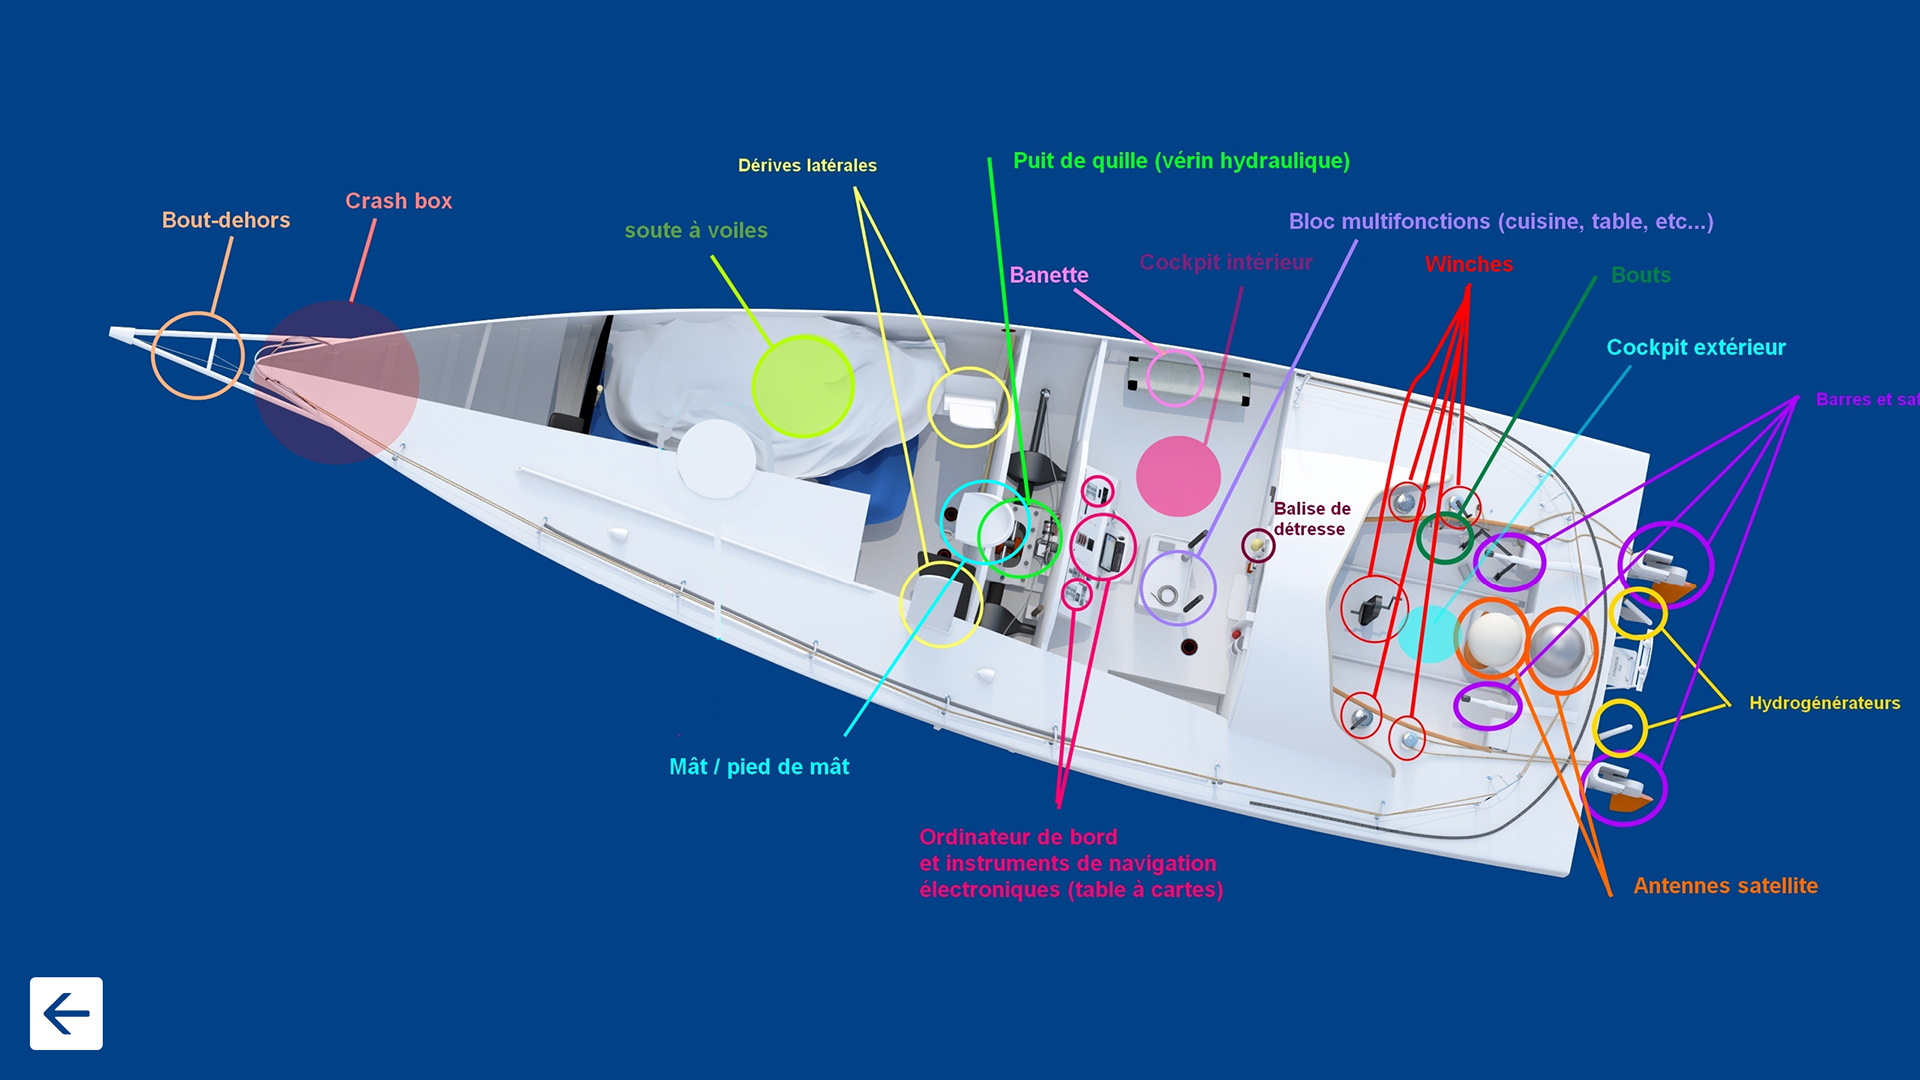 Puit de quille (vérin hydraulique)
Dérives latérales
Crash box
Bout-dehors
soute à voiles
Bloc multifonctions (cuisine, table, etc...)
Cockpit intérieur
Banette
Winches
Bouts
Cockpit extérieur
Barres et
Balise de
détresse
Hydrogénérateurs
Mât / pied de mât
Ordinateur de bord
et instruments de navigation
électroniques (table à cartes)
Antennes satellite